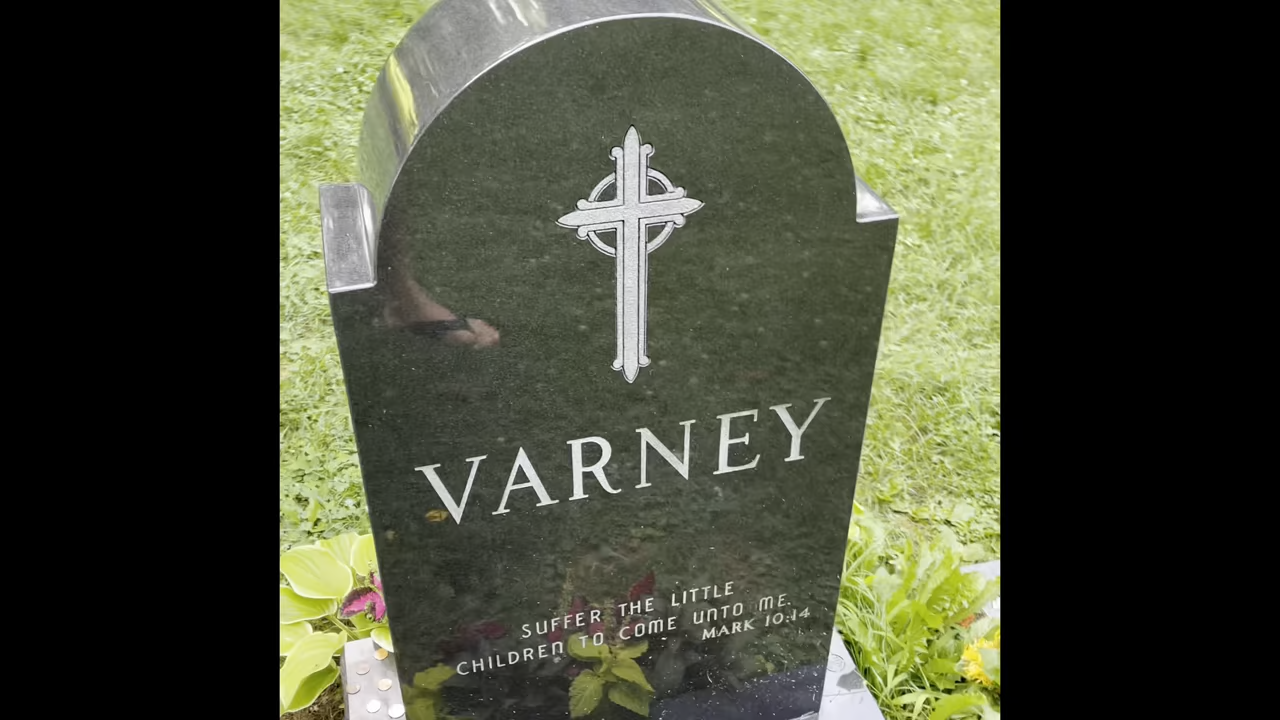 VARNEY
SUFFER THE LITTLE
CHILDREN TO COME UNTO ME.
MARK 10:14